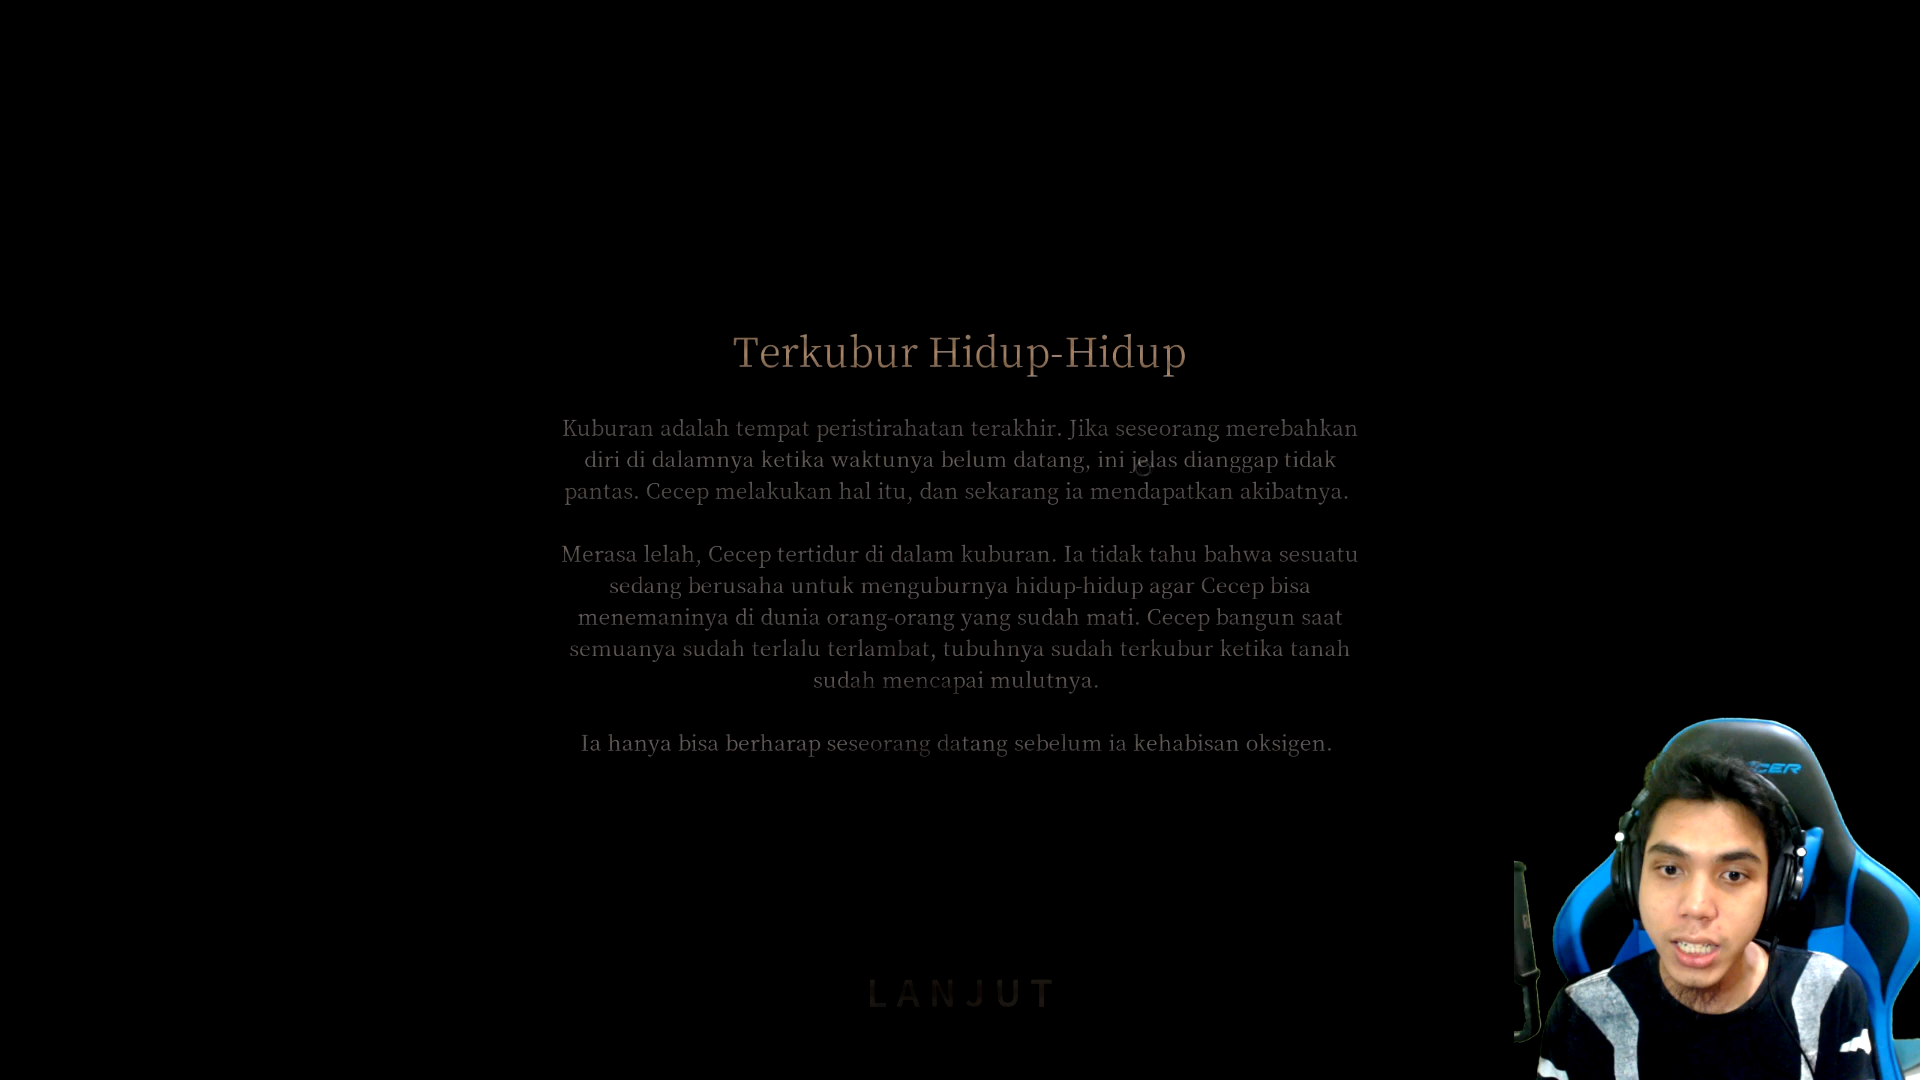 Terkubur Hidup-Hidup
Kuburan adalah tempat peristirahatan terakhir. Jika seseorang merebahkan
diri di dalamnya ketika waktunya belum datang, ini jelas dianggap tidak
pantas. Cecep melakukan hal itu, dan sekarang ia mendapatkan akibatnya.
Merasa lelah, Cecep tertidur di dalam kuburan. Ia tidak tahu bahwa sesuatu
sedang berusaha untuk menguburnya hidup-hidup agar Cecep bisa
menemaninya di dunia orang-orang yang sudah mati. Cecep bangun saat
semuanya sudah terlalu terlambat, tubuhnya sudah terkubur ketika tanah
sudah mencapai mulutnya.
Ia hanya bisa berharap seseorang datang sebelum ia kehabisan oksigen.
LANJUT